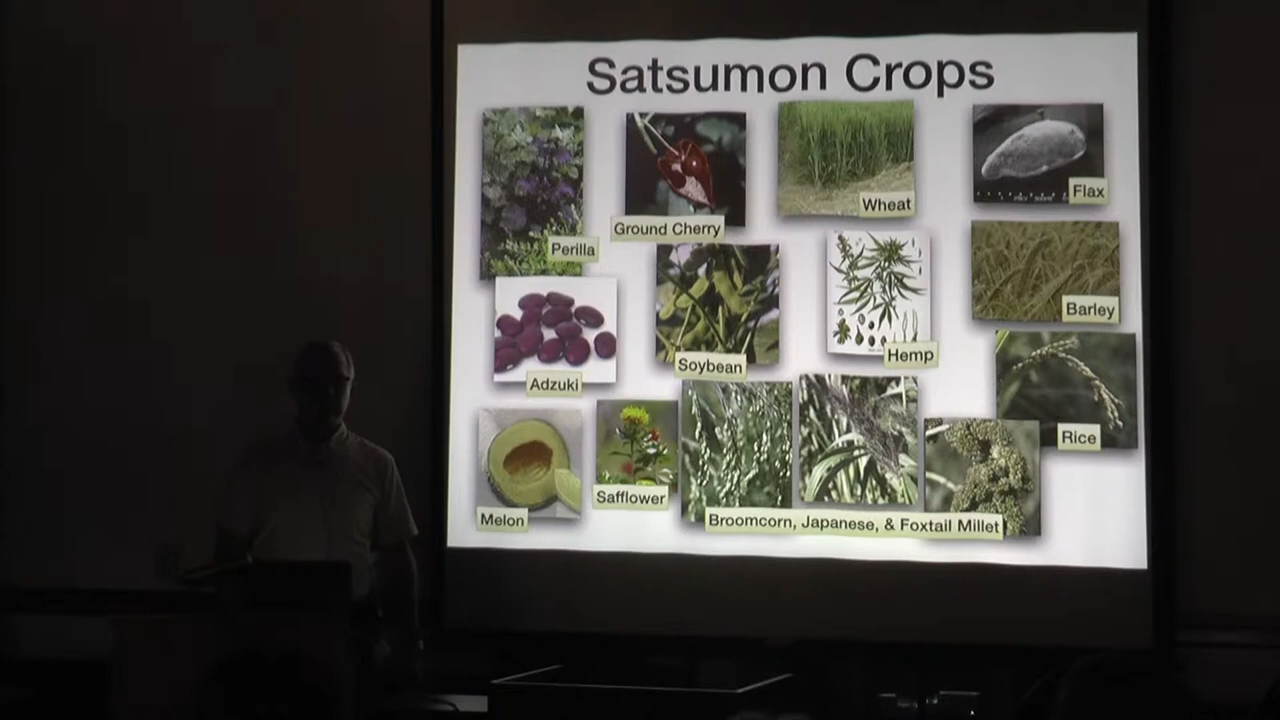 Satsumon Crops
Perilla
Ground Cherry
Wheat
Flax
Adzuki
Soybean
Hemp
Barley
Rice
Melon
Safflower
Broomcorn, Japanese, & Foxtail Millet